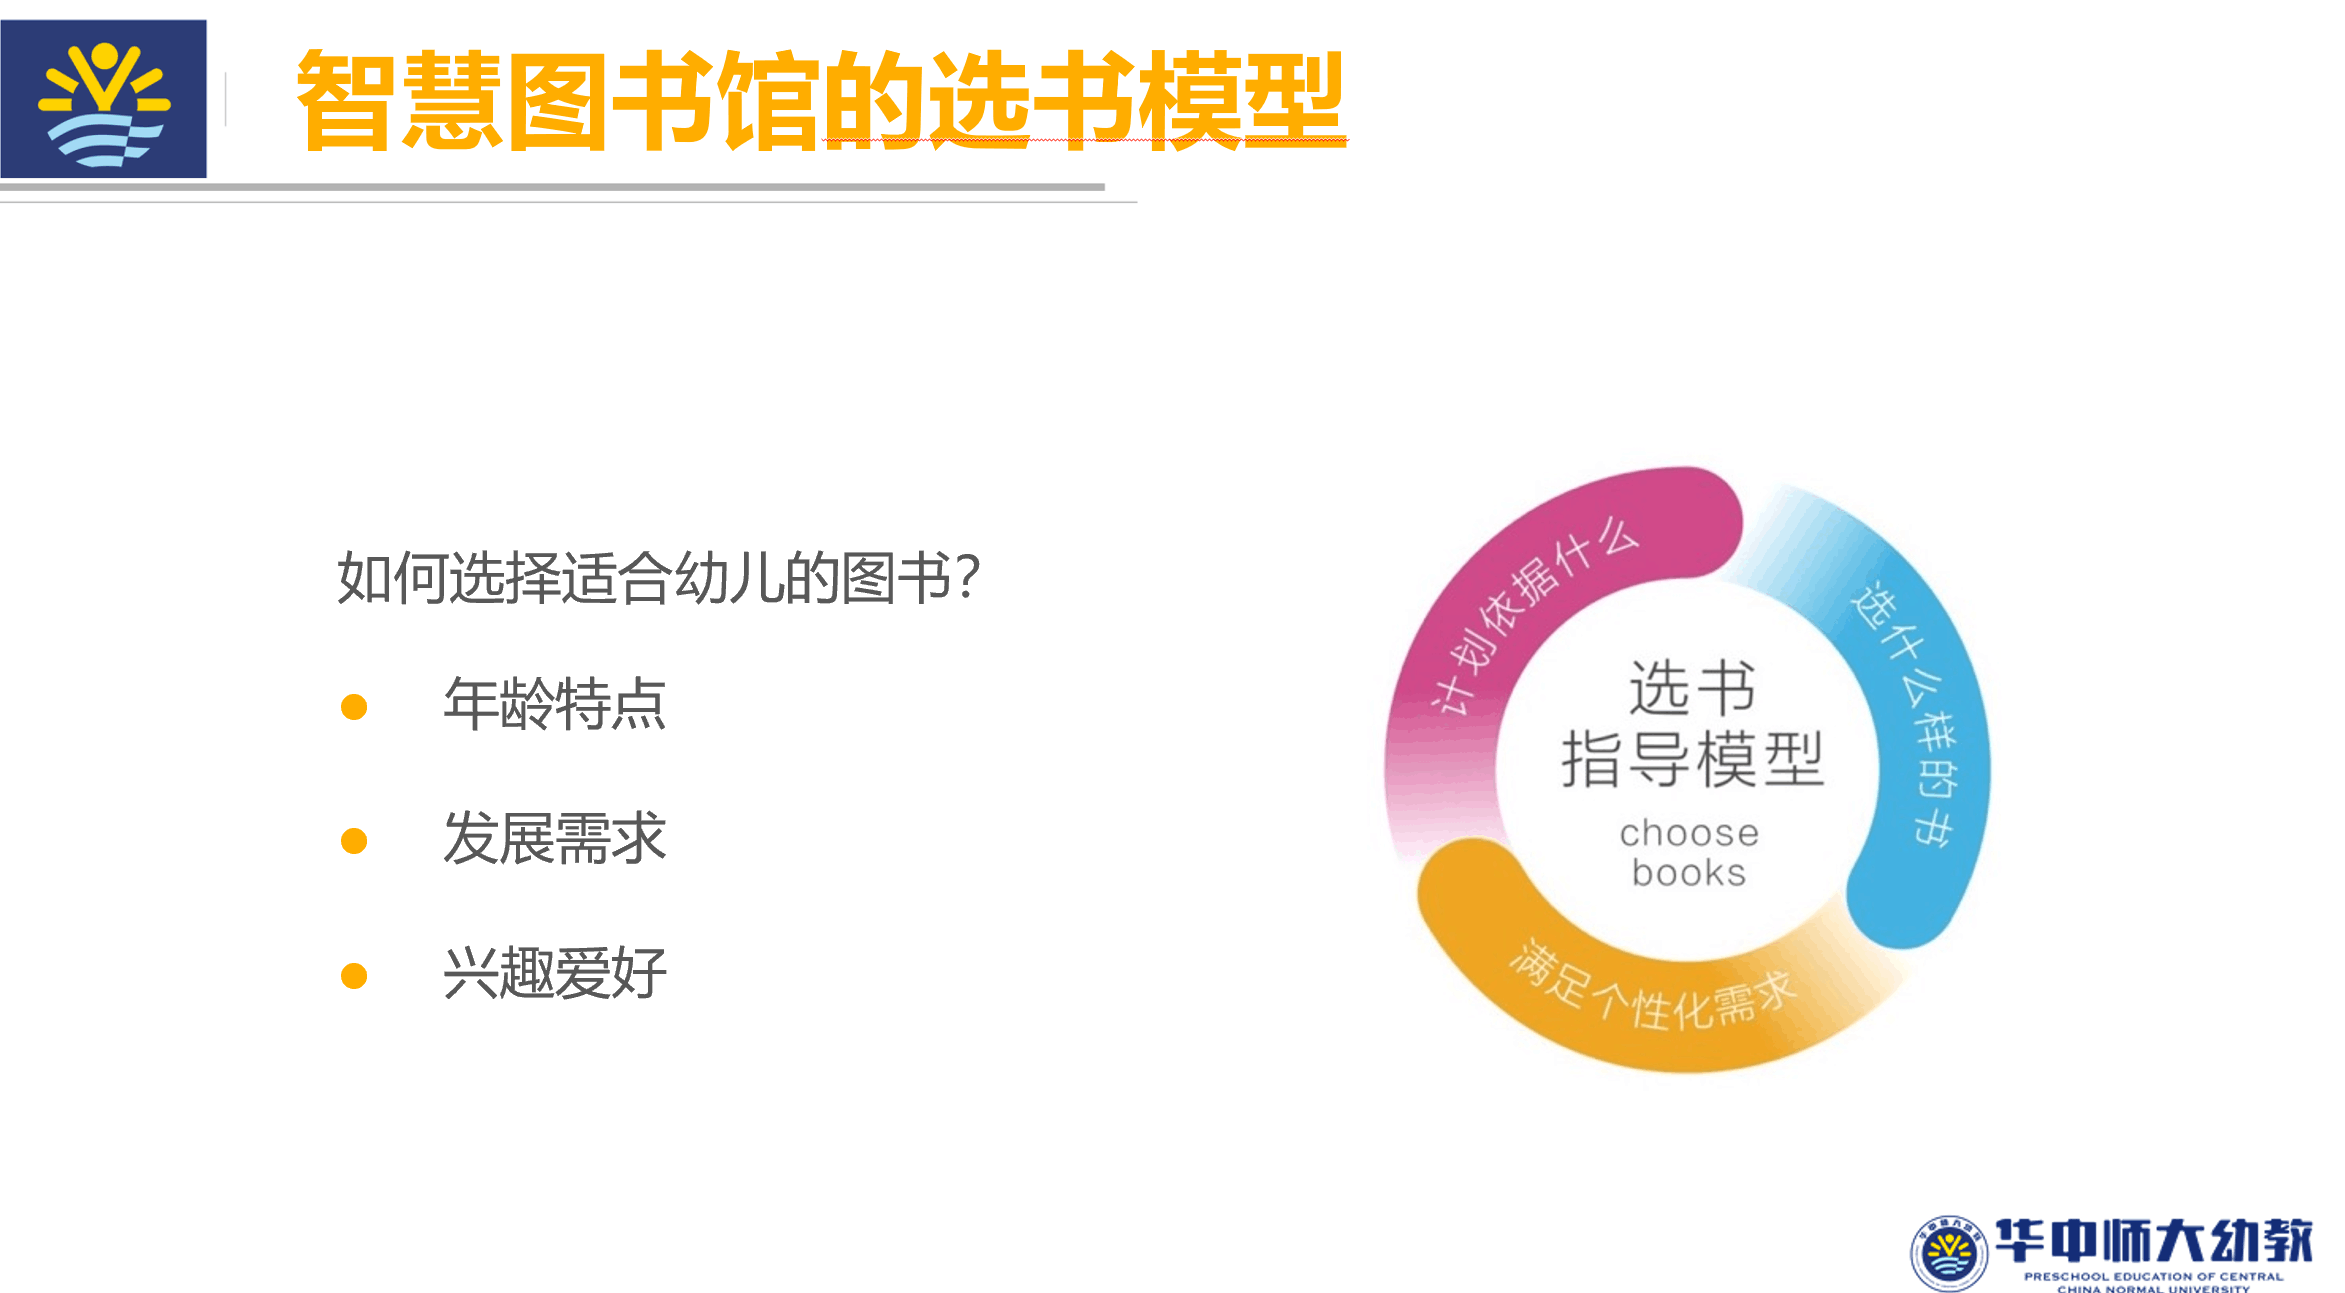 智慧图书馆的选书模型
如何选择适合幼儿的图书?
年龄特点
发展需求
兴趣爱好
计划依据什么
选什么样的书
满足个性化需求
选书
指导模型
choose
books
华中师大幼教
PRESCHOOL EDUCATION OF CENTRAL
CHINA NORMAL UNIVERSITY